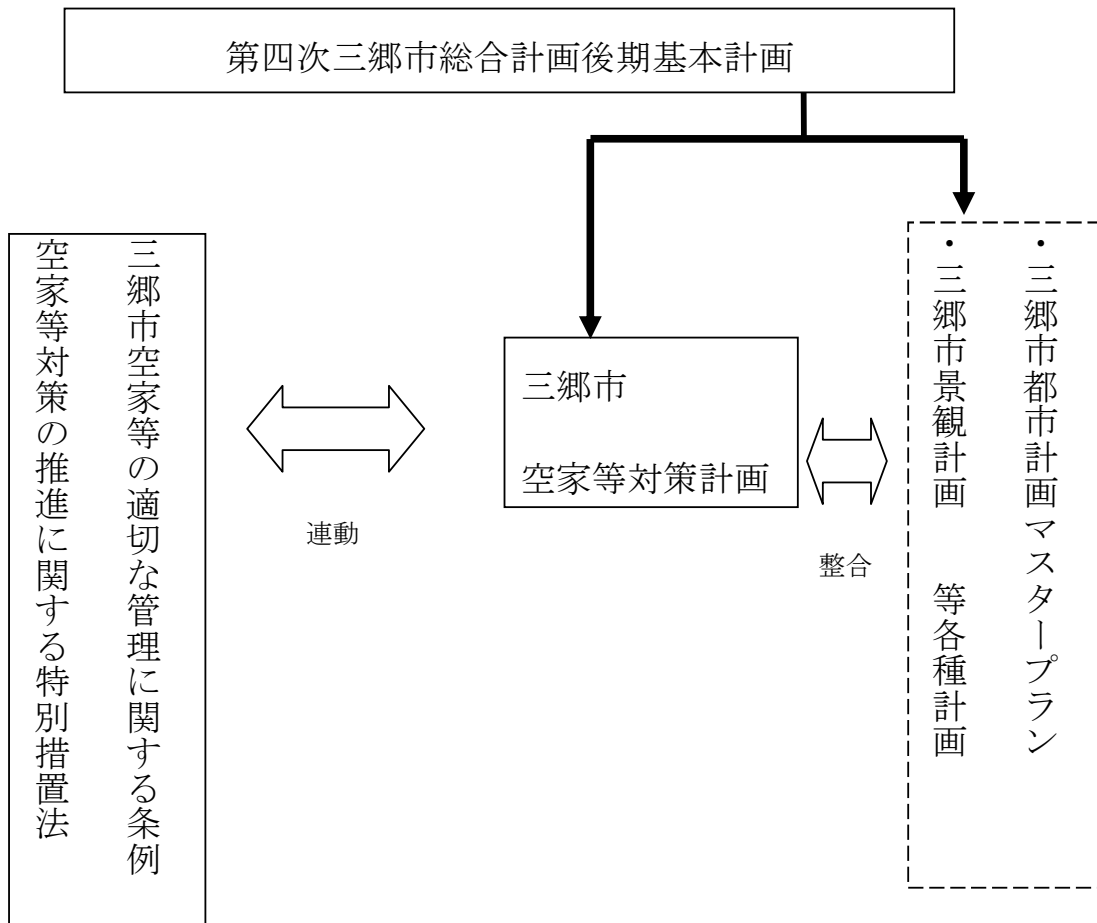 第四次三郷市総合計画後期基本計画
三郷市空家等の適切な管理に関する条例
空家等対策の推進に関する特別措置法
連動
三郷市
空家等対策計画
整合
・三郷市都市計画マスタープラン
・三郷市景観計画 等各種計画